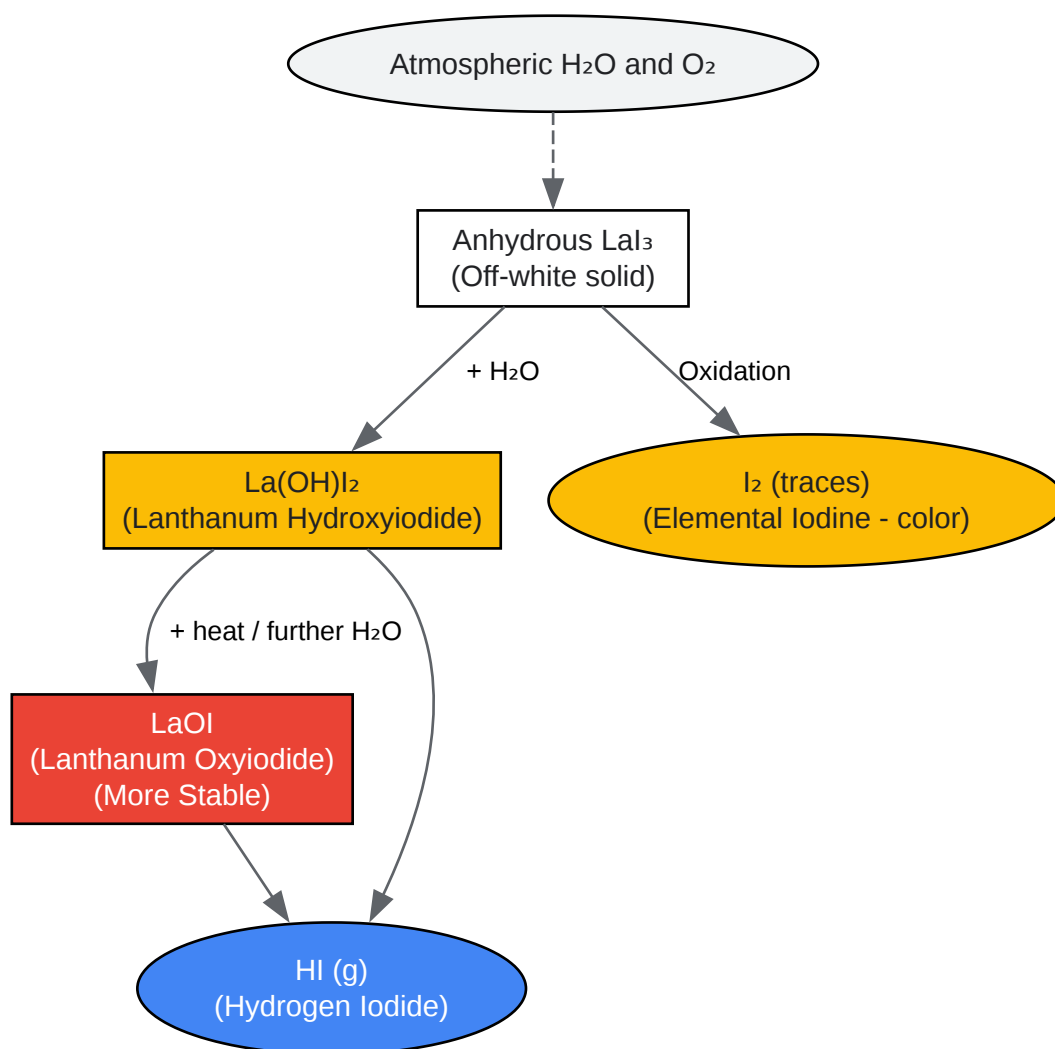 Atmospheric H₂O and O₂
Anhydrous LaI₃
(Off-white solid)
+ H₂O
Oxidation
La(OH)I₂
(Lanthanum Hydroxyiodide)
I₂ (traces)
(Elemental Iodine - color)
+ heat / further H₂O
LaOI
(Lanthanum Oxyiodide)
(More Stable)
HI (g)
(Hydrogen Iodide)